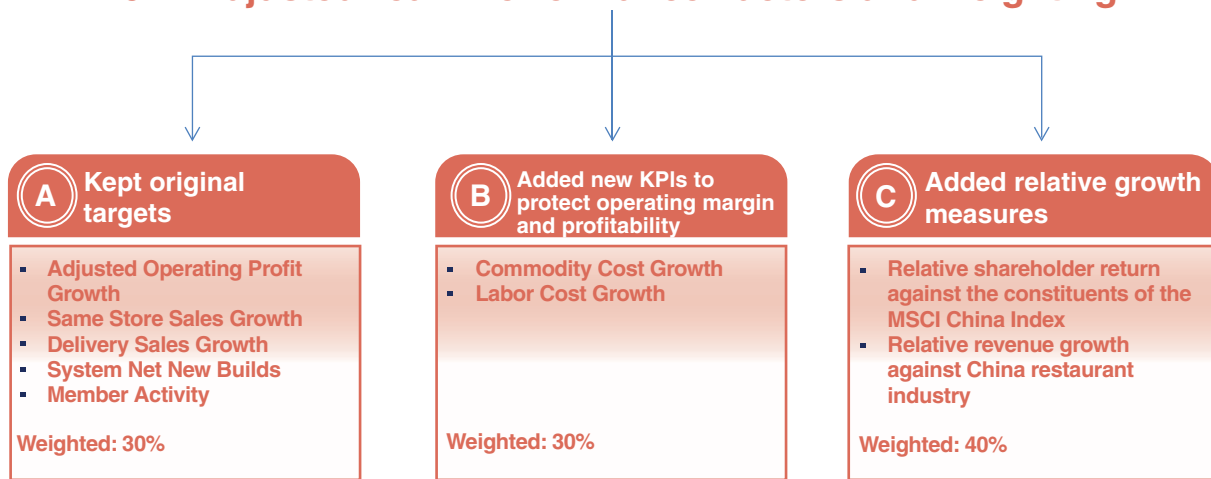 A
Kept original
targets
▪ Adjusted Operating Profit
Growth
▪ Same Store Sales Growth
▪ Delivery Sales Growth
▪ System Net New Builds
▪ Member Activity
Weighted: 30%
B
Added new KPIs to
protect operating margin
and profitability
▪ Commodity Cost Growth
▪ Labor Cost Growth
Weighted: 30%
C
Added relative growth
measures
▪ Relative shareholder return
against the constituents of the
MSCI China Index
▪ Relative revenue growth
against China restaurant
industry
Weighted: 40%